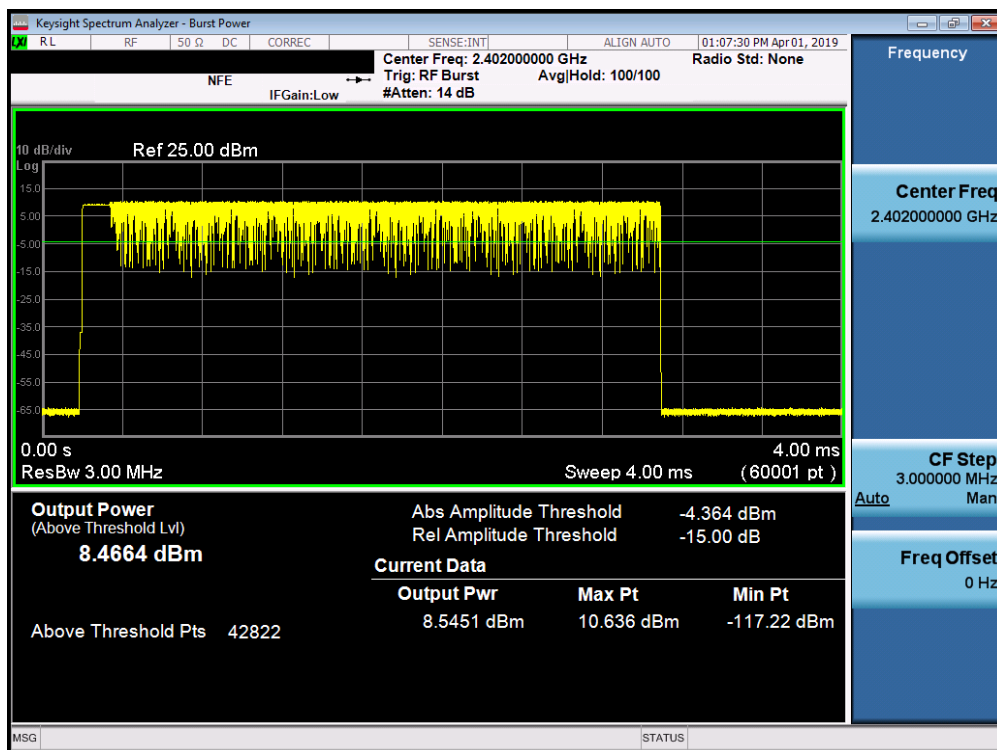 Keysight Spectrum Analyzer - Burst Power
LXI RL RF 50 Ω DC CORREC SENSE:INT ALIGN AUTO 01:07:30 PM Apr 01, 2019
NFE
IFGain:Low
Center Freq: 2.402000000 GHz
Trig: RF Burst Avg|Hold: 100/100
#Atten: 14 dB
Radio Std: None
10 dB/div Ref 25.00 dBm
Log
15.0
5.00
-5.00
-15.0
-25.0
-35.0
-45.0
-55.0
-65.0
0.00 s 4.00 ms
ResBw 3.00 MHz Sweep 4.00 ms (60001 pt)
Output Power
(Above Threshold Lvl)
8.4664 dBm
Above Threshold Pts 42822
Abs Amplitude Threshold -4.364 dBm
Rel Amplitude Threshold -15.00 dB
Current Data
Output Pwr Max Pt Min Pt
8.5451 dBm 10.636 dBm -117.22 dBm
MSG STATUS
Frequency
Center Freq
2.402000000 GHz
CF Step
3.000000 MHz
Auto Man
Freq Offset
0 Hz